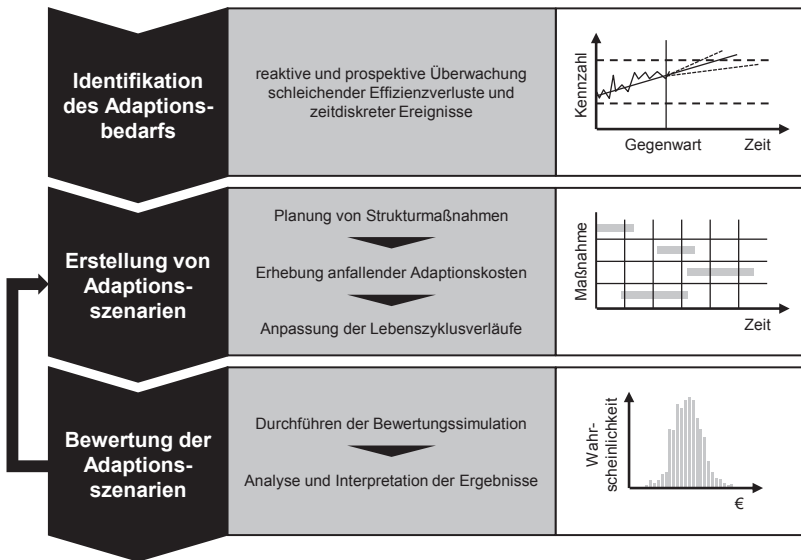 Identifikation
des Adaptions-
bedarfs
reaktive und prospektive Überwachung
schleichender Effizienzverluste und
zeitdiskreter Ereignisse
Kennzahl
Gegenwart
Zeit
Erstellung von
Adaptions-
szenarien
Planung von Strukturmaßnahmen
Erhebung anfallender Adaptionskosten
Anpassung der Lebenszyklusverläufe
Maßnahme
Zeit
Bewertung der
Adaptions-
szenarien
Durchführen der Bewertungssimulation
Analyse und Interpretation der Ergebnisse
Wahr-
scheinlichkeit
€